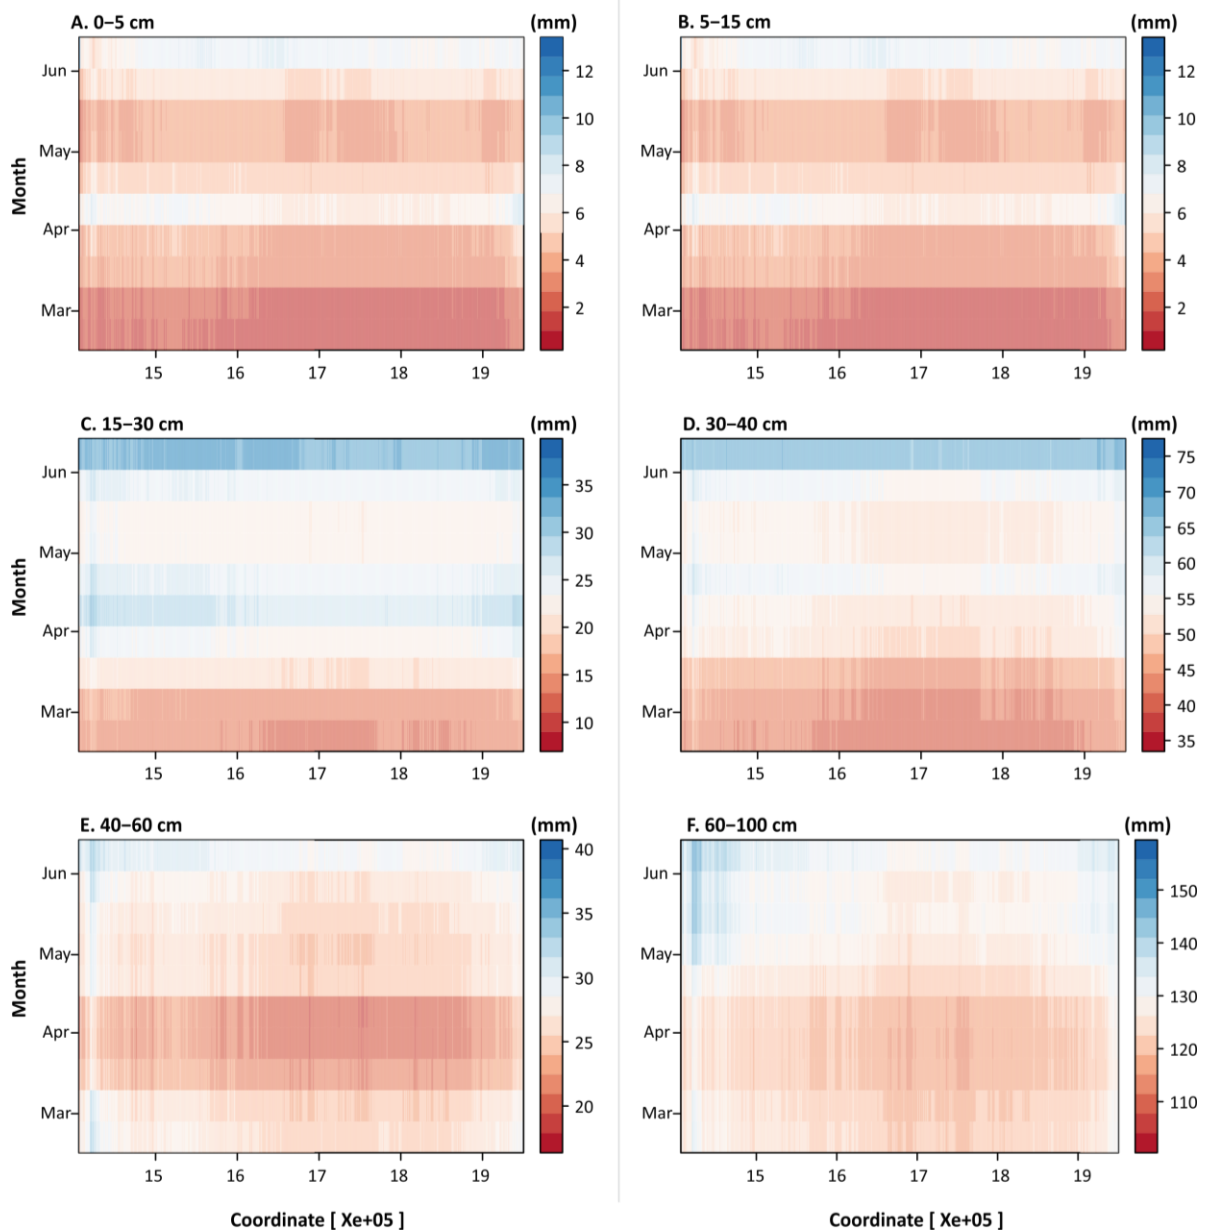 A. 0–5 cm (mm) B. 5–15 cm (mm)
Month
Jun
May
Apr
Mar
15 16 17 18 19
12
10
8
6
4
2
Jun
May
Apr
Mar
15 16 17 18 19
12
10
8
6
4
2
C. 15–30 cm (mm) D. 30–40 cm (mm)
Month
Jun
May
Apr
Mar
15 16 17 18 19
35
30
25
20
15
10
Jun
May
Apr
Mar
15 16 17 18 19
75
70
65
60
55
50
45
40
35
E. 40–60 cm (mm) F. 60–100 cm (mm)
Month
Jun
May
Apr
Mar
15 16 17 18 19
40
35
30
25
20
Jun
May
Apr
Mar
15 16 17 18 19
150
140
130
120
110
Coordinate [ Xe+05 ] Coordinate [ Xe+05 ]